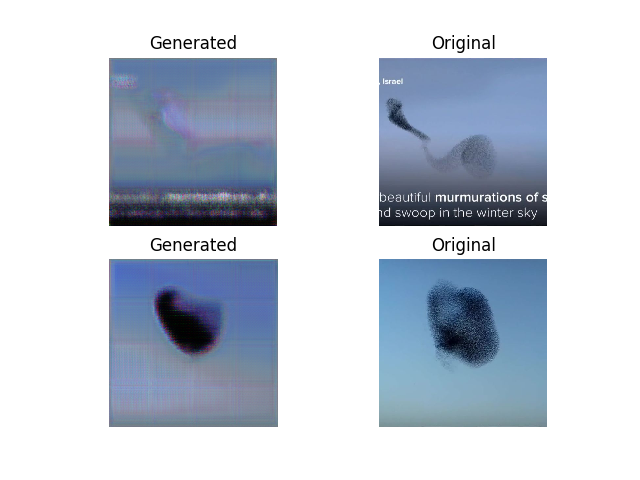 Generated
Original
, Israel
beautiful murmurations of s
nd swoop in the winter sky
Generated
Original